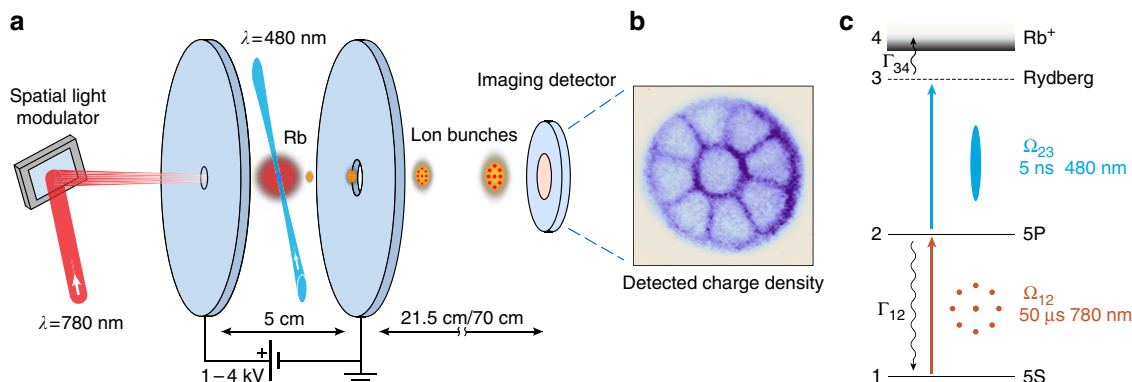 a
λ=480 nm
Spatial light
modulator
Rb
Lon bunches
Imaging detector
λ=780 nm
5 cm
21.5 cm/70 cm
+
1–4 kV
b
Detected charge density
c
4
Rb+
Γ34
3
Rydberg
Ω23
5 ns 480 nm
2
5P
Γ12
Ω12
50 μs 780 nm
1
5S